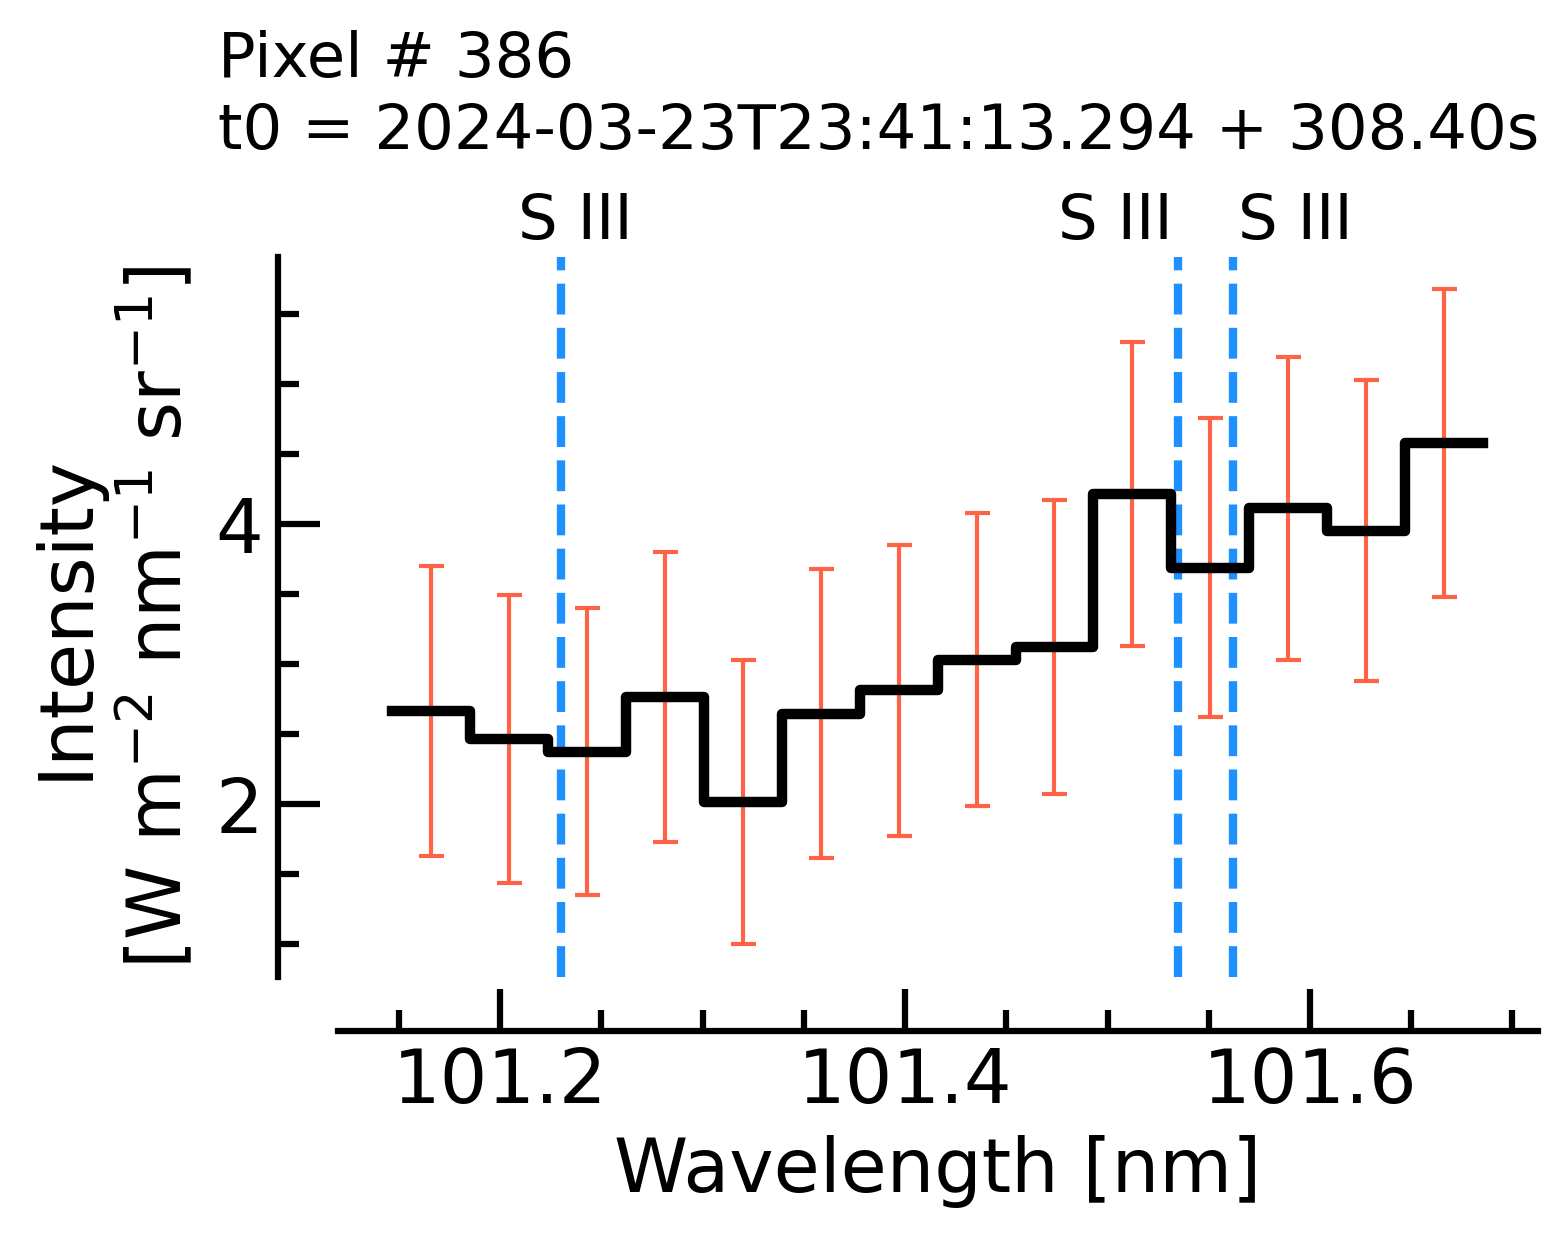 Pixel # 386
t0 = 2024-03-23T23:41:13.294 + 308.40s
S III S III S III
Intensity
[W m⁻² nm⁻¹ sr⁻¹]
4
2
101.2 101.4 101.6
Wavelength [nm]